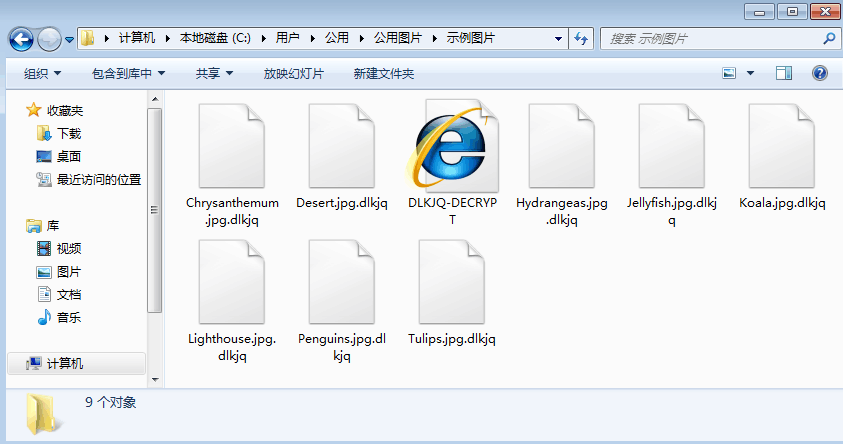 计算机 本地磁盘 (C:) 用户 公用 公用图片 示例图片 搜索 示例图片
组织 包含到库中 共享 放映幻灯片 新建文件夹
收藏夹
下载
桌面
最近访问的位置
库
视频
图片
文档
音乐
计算机
Chrysanthemum Desert.jpg.dlkjq DLKJQ-DECRYP Hydrangeas.jpg Jellyfish.jpg.dlkj Koala.jpg.dlkjq
.jpg.dlkjq T .dlkjq q
Lighthouse.jpg. Penguins.jpg.dl Tulips.jpg.dlkjq
dlkjq kjq
9 个对象